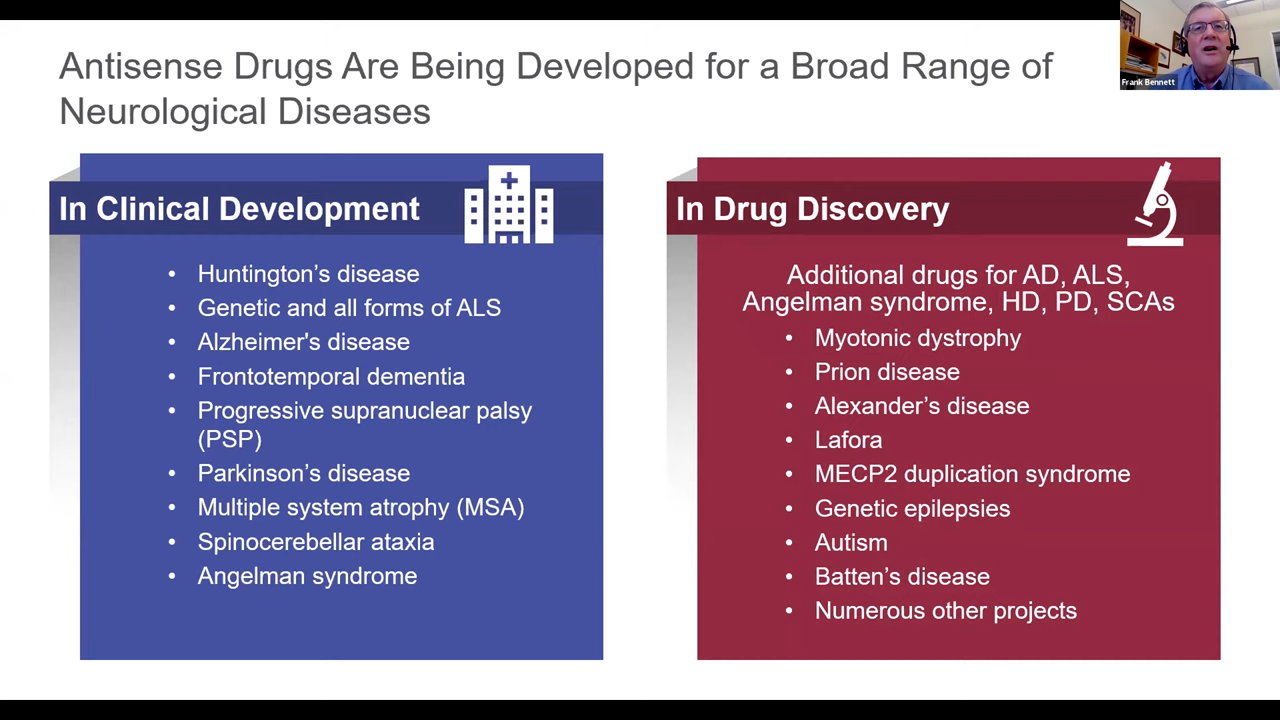 Antisense Drugs Are Being Developed for a Broad Range of
Neurological Diseases
Frank Bennett
In Clinical Development
• Huntington’s disease
• Genetic and all forms of ALS
• Alzheimer's disease
• Frontotemporal dementia
• Progressive supranuclear palsy
(PSP)
• Parkinson’s disease
• Multiple system atrophy (MSA)
• Spinocerebellar ataxia
• Angelman syndrome
In Drug Discovery
Additional drugs for AD, ALS,
Angelman syndrome, HD, PD, SCAs
• Myotonic dystrophy
• Prion disease
• Alexander’s disease
• Lafora
• MECP2 duplication syndrome
• Genetic epilepsies
• Autism
• Batten’s disease
• Numerous other projects